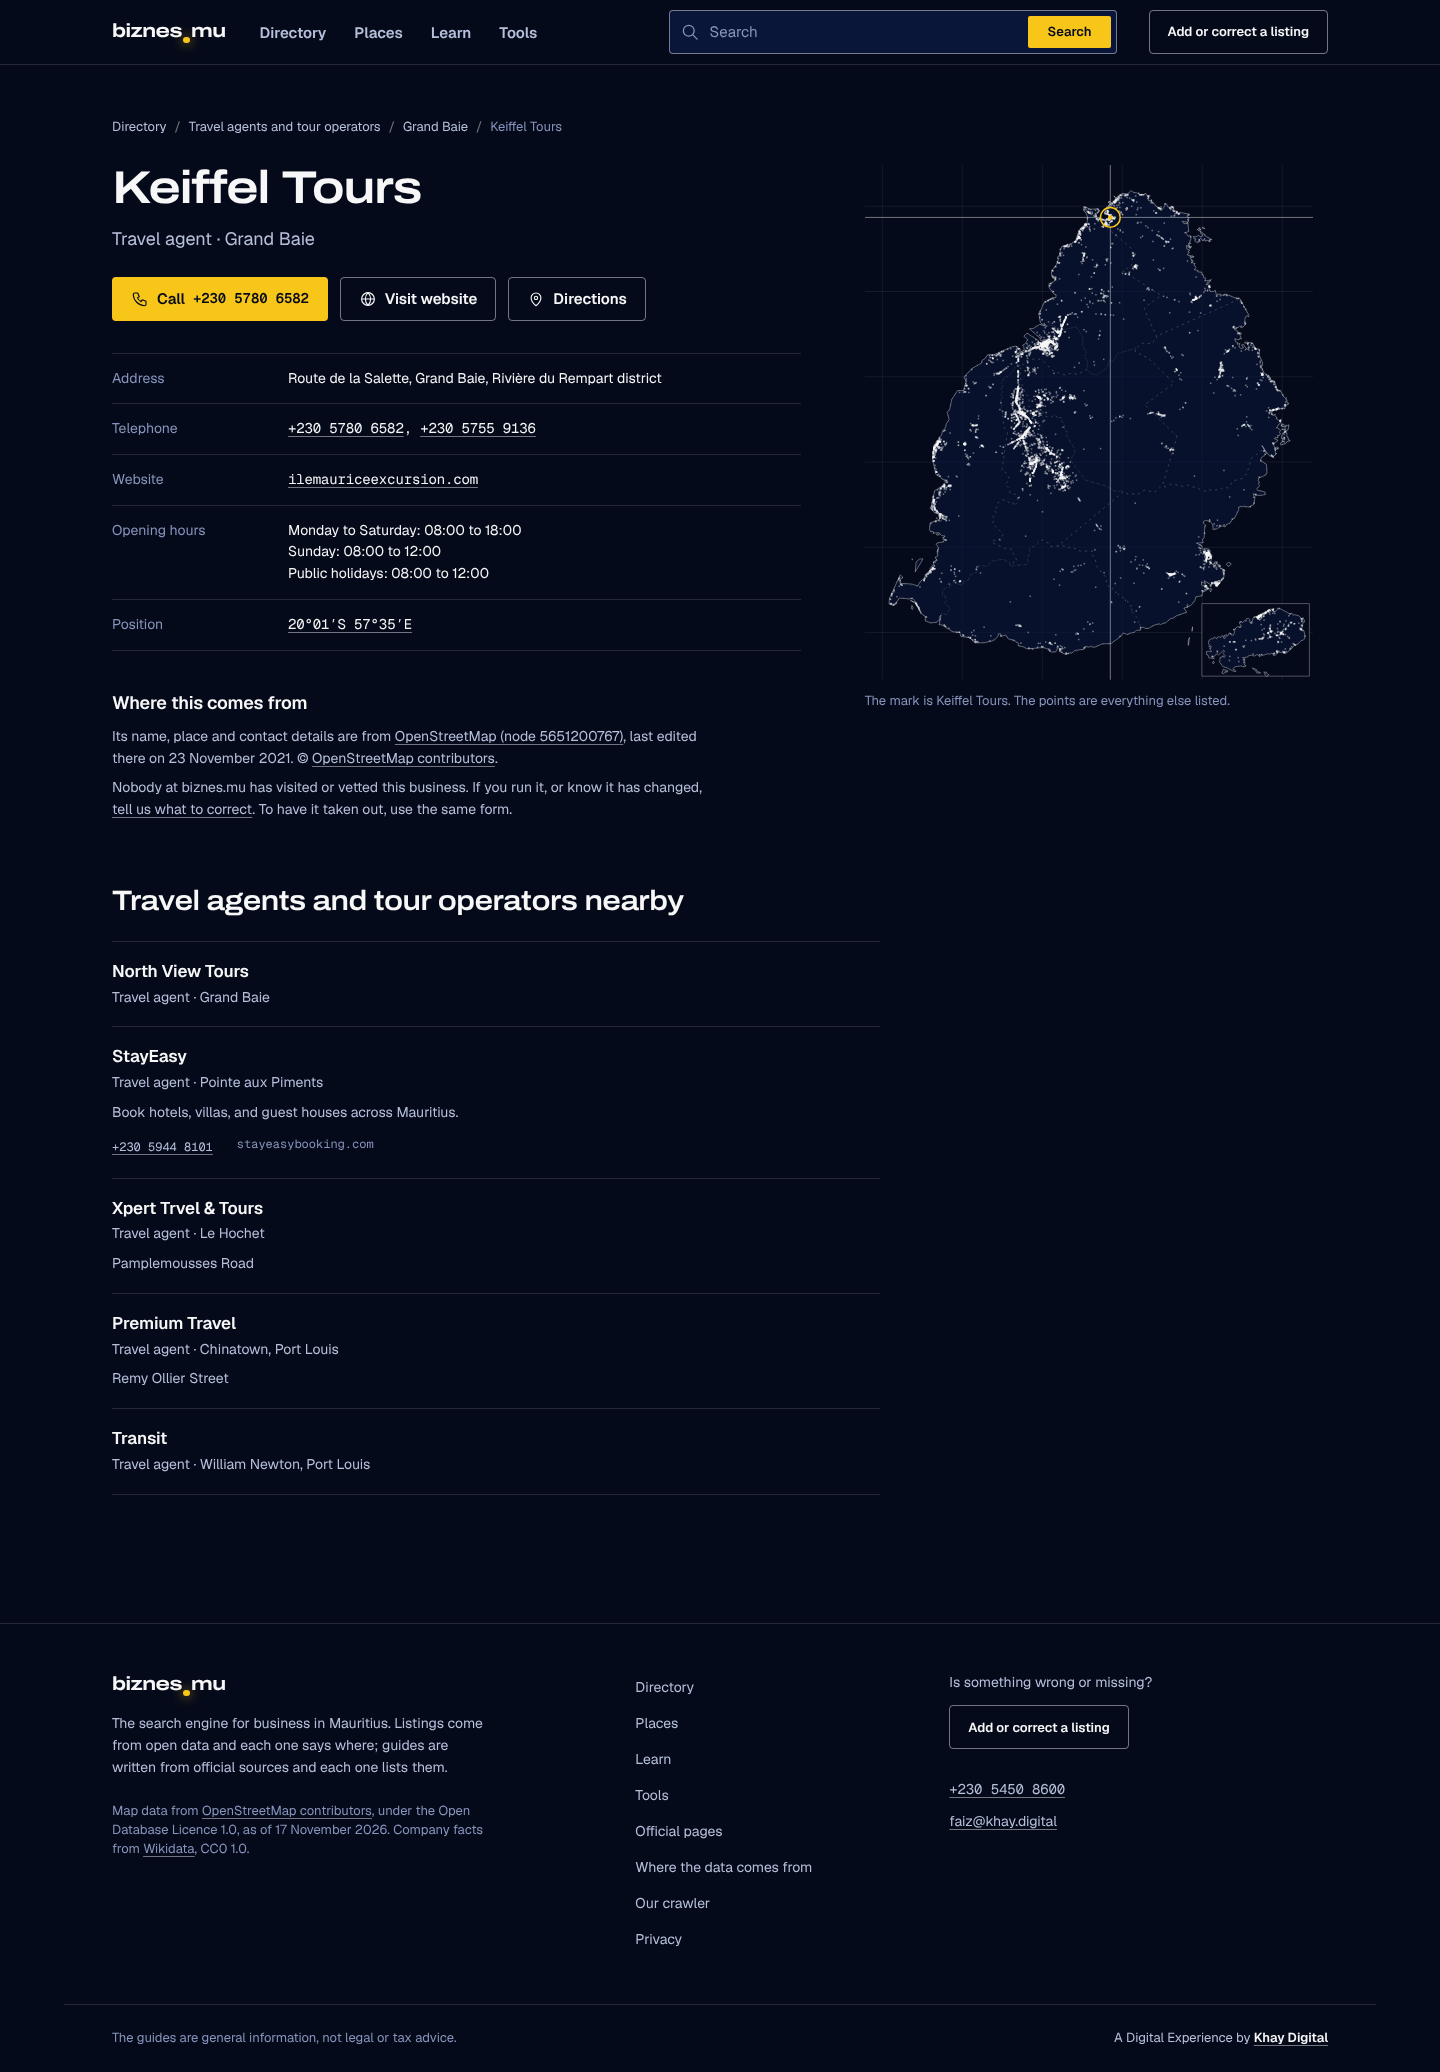 biznes.mu
Directory
Places
Learn
Tools
Search
Search
Add or correct a listing
Directory / Travel agents and tour operators / Grand Baie / Keiffel Tours
Keiffel Tours
Travel agent · Grand Baie
Call +230 5780 6582
Visit website
Directions
Address
Route de la Salette, Grand Baie, Rivière du Rempart district
Telephone
+230 5780 6582, +230 5755 9136
Website
ilemauriceexcursion.com
Opening hours
Monday to Saturday: 08:00 to 18:00
Sunday: 08:00 to 12:00
Public holidays: 08:00 to 12:00
Position
20°01′S 57°35′E
The mark is Keiffel Tours. The points are everything else listed.
Where this comes from
Its name, place and contact details are from OpenStreetMap (node 5651200767), last edited
there on 23 November 2021. © OpenStreetMap contributors.
Nobody at biznes.mu has visited or vetted this business. If you run it, or know it has changed,
tell us what to correct. To have it taken out, use the same form.
Travel agents and tour operators nearby
North View Tours
Travel agent · Grand Baie
StayEasy
Travel agent · Pointe aux Piments
Book hotels, villas, and guest houses across Mauritius.
+230 5944 8101 stayeasybooking.com
Xpert Trvel & Tours
Travel agent · Le Hochet
Pamplemousses Road
Premium Travel
Travel agent · Chinatown, Port Louis
Remy Ollier Street
Transit
Travel agent · William Newton, Port Louis
biznes.mu
The search engine for business in Mauritius. Listings come
from open data and each one says where; guides are
written from official sources and each one lists them.
Map data from OpenStreetMap contributors, under the Open
Database Licence 1.0, as of 17 November 2026. Company facts
from Wikidata, CC0 1.0.
Directory
Places
Learn
Tools
Official pages
Where the data comes from
Our crawler
Privacy
Is something wrong or missing?
Add or correct a listing
+230 5450 8600
faiz@khay.digital
The guides are general information, not legal or tax advice.
A Digital Experience by Khay Digital